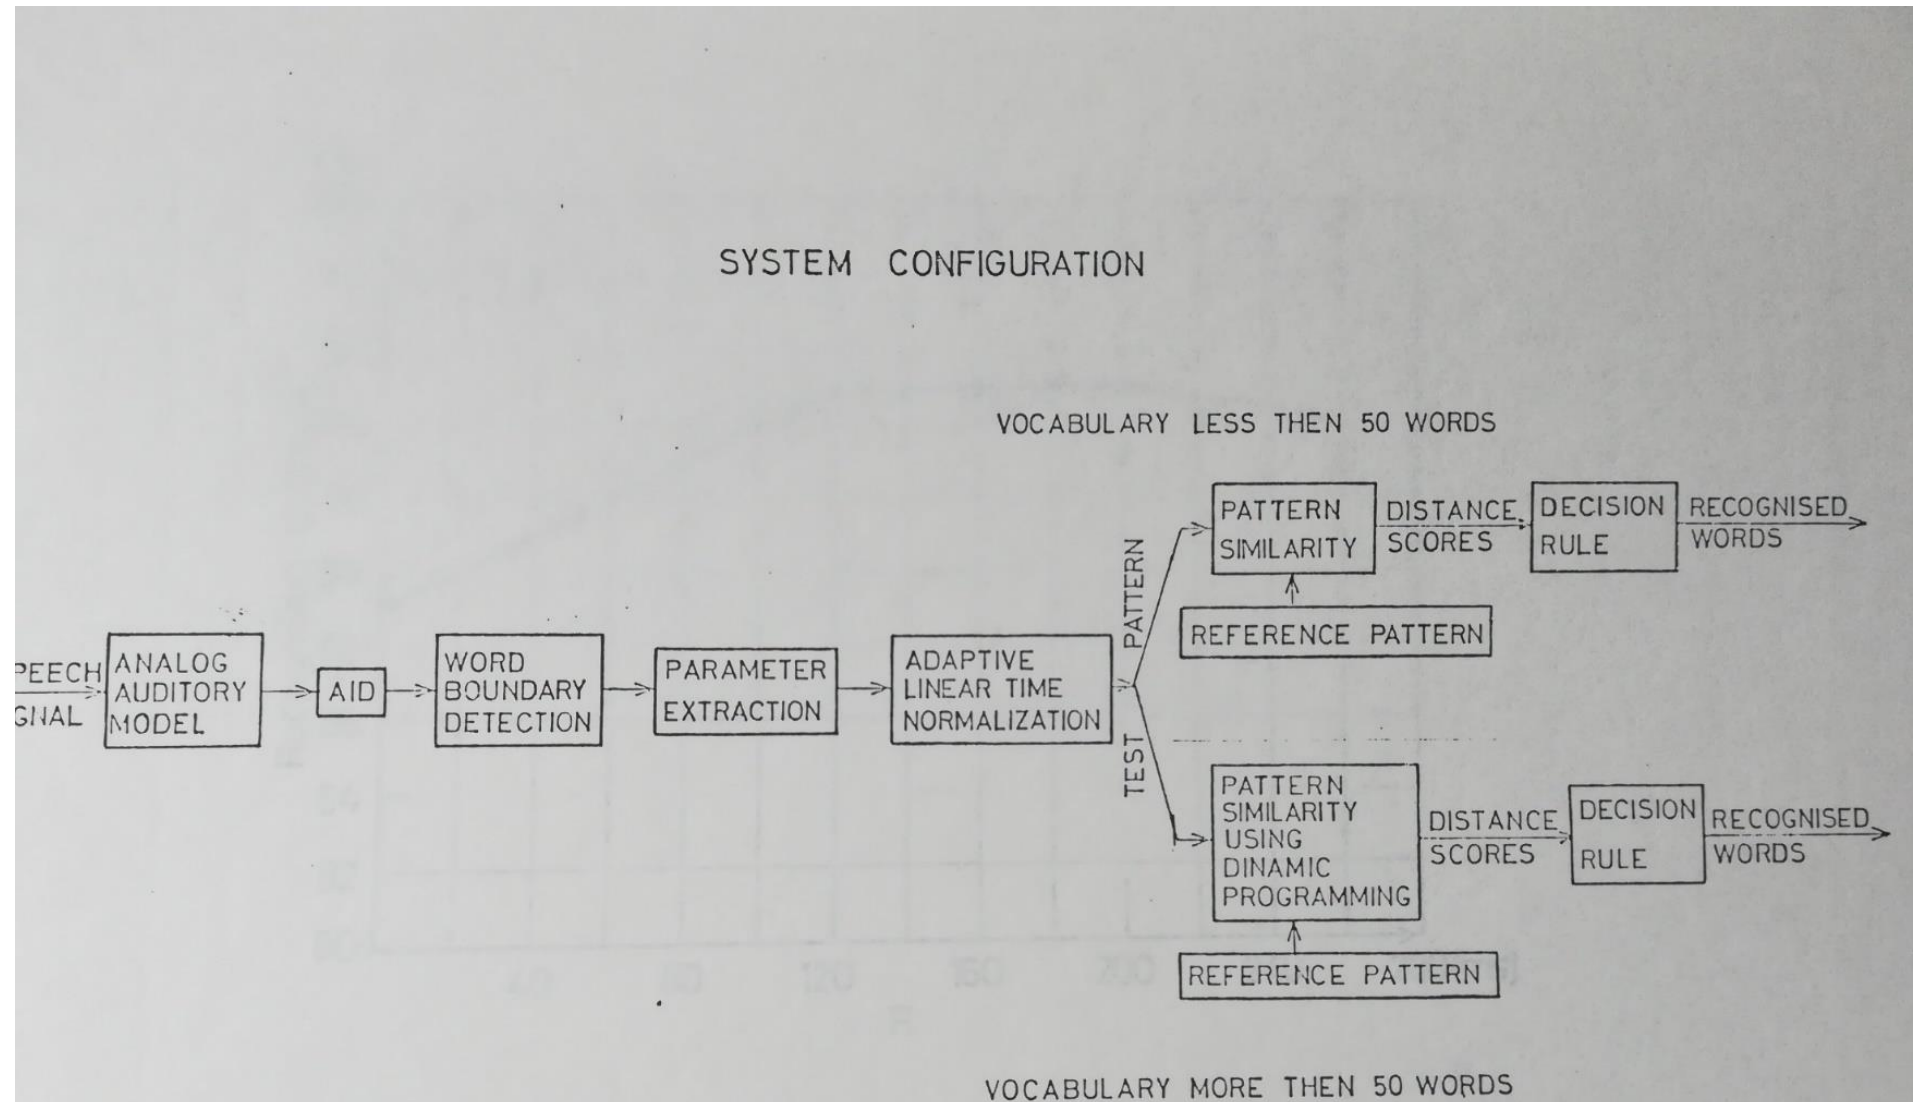 SYSTEM CONFIGURATION
VOCABULARY LESS THEN 50 WORDS
PEECH
GNAL
ANALOG
AUDITORY
MODEL
AID
WORD
BOUNDARY
DETECTION
PARAMETER
EXTRACTION
ADAPTIVE
LINEAR TIME
NORMALIZATION
TEST PATTERN
PATTERN
SIMILARITY
DISTANCE
SCORES
DECISION
RULE
RECOGNISED
WORDS
REFERENCE PATTERN
PATTERN
SIMILARITY
USING
DINAMIC
PROGRAMMING
DISTANCE
SCORES
DECISION
RULE
RECOGNISED
WORDS
REFERENCE PATTERN
VOCABULARY MORE THEN 50 WORDS